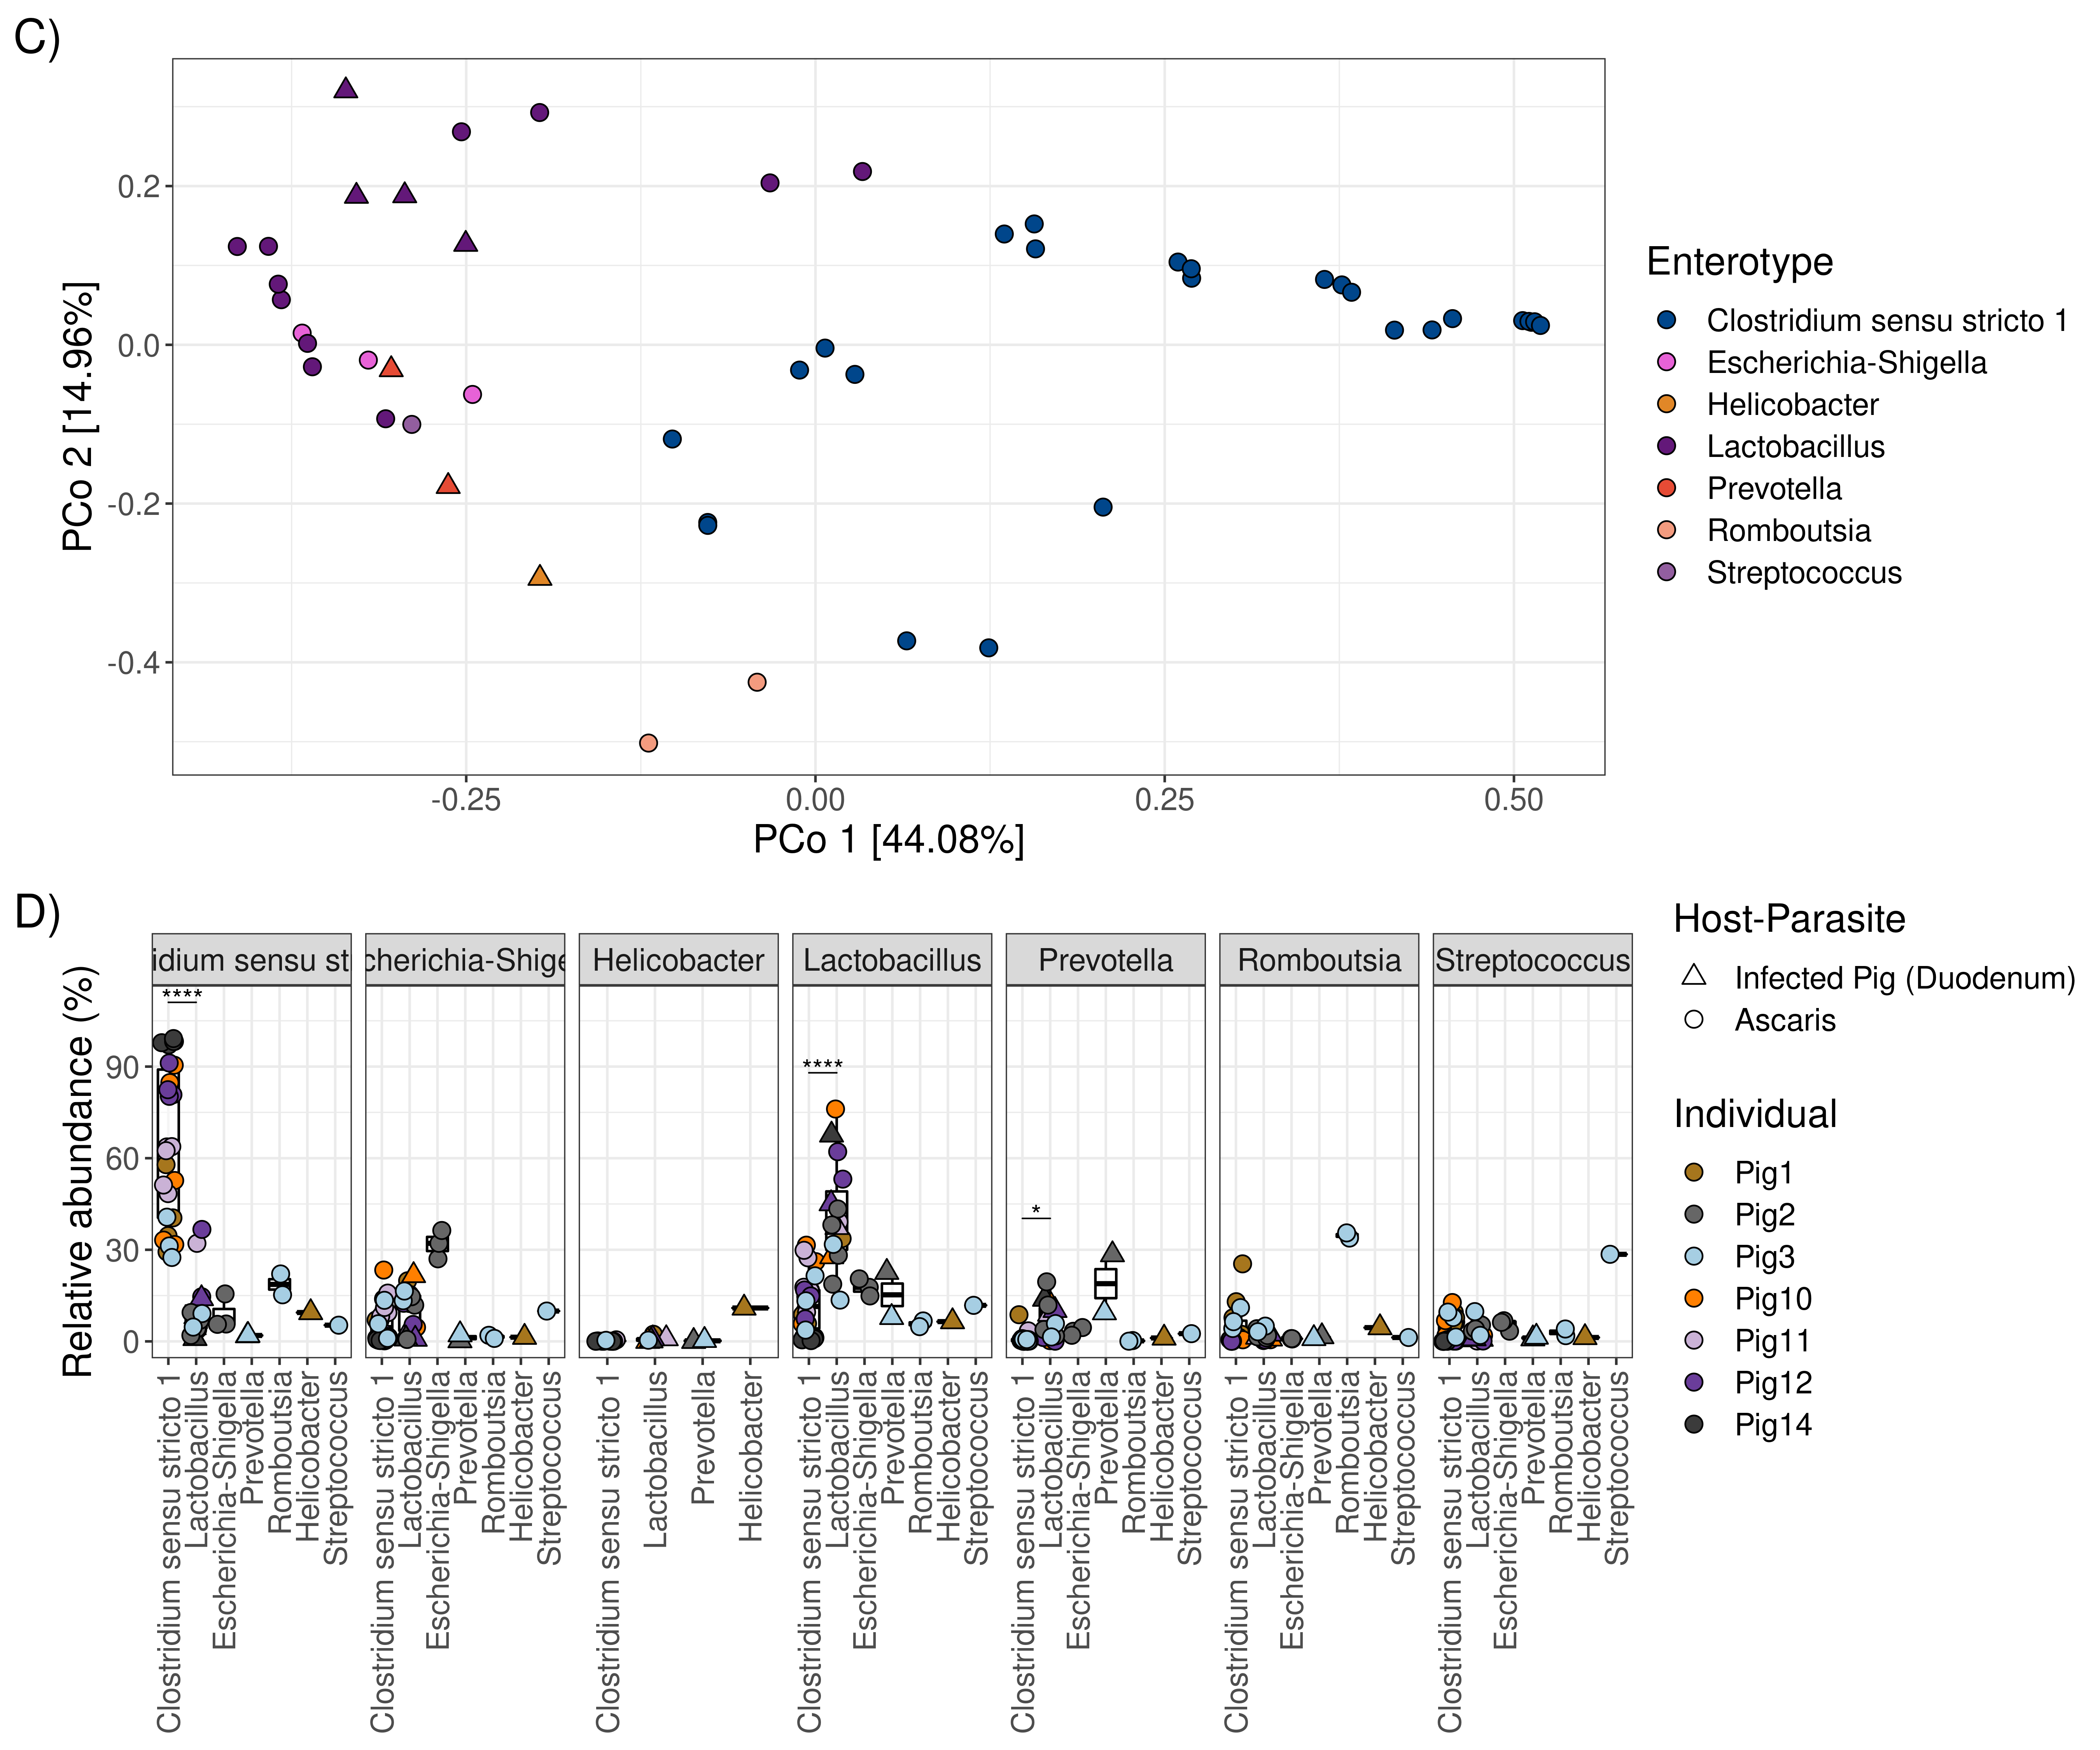 C)
PCo 2 [14.96%]
0.2
0.0
-0.2
-0.4
-0.25
0.00
0.25
0.50
PCo 1 [44.08%]
Enterotype
Clostridium sensu stricto 1
Escherichia-Shigella
Helicobacter
Lactobacillus
Prevotella
Romboutsia
Streptococcus
D)
Relative abundance (%)
90
60
30
0
idium sensu st
cherichia-Shige
Helicobacter
Lactobacillus
Prevotella
Romboutsia
Streptococcus
****
****
*
Clostridium sensu stricto 1
Lactobacillus
Escherichia-Shigella
Prevotella
Romboutsia
Helicobacter
Streptococcus
Clostridium sensu stricto 1
Lactobacillus
Escherichia-Shigella
Prevotella
Romboutsia
Helicobacter
Streptococcus
Clostridium sensu stricto 1
Lactobacillus
Prevotella
Helicobacter
Clostridium sensu stricto 1
Lactobacillus
Escherichia-Shigella
Prevotella
Romboutsia
Helicobacter
Streptococcus
Clostridium sensu stricto 1
Lactobacillus
Escherichia-Shigella
Prevotella
Romboutsia
Helicobacter
Streptococcus
Clostridium sensu stricto 1
Lactobacillus
Escherichia-Shigella
Prevotella
Romboutsia
Helicobacter
Streptococcus
Clostridium sensu stricto 1
Lactobacillus
Escherichia-Shigella
Prevotella
Romboutsia
Helicobacter
Streptococcus
Host-Parasite
Infected Pig (Duodenum)
Ascaris
Individual
Pig1
Pig2
Pig3
Pig10
Pig11
Pig12
Pig14